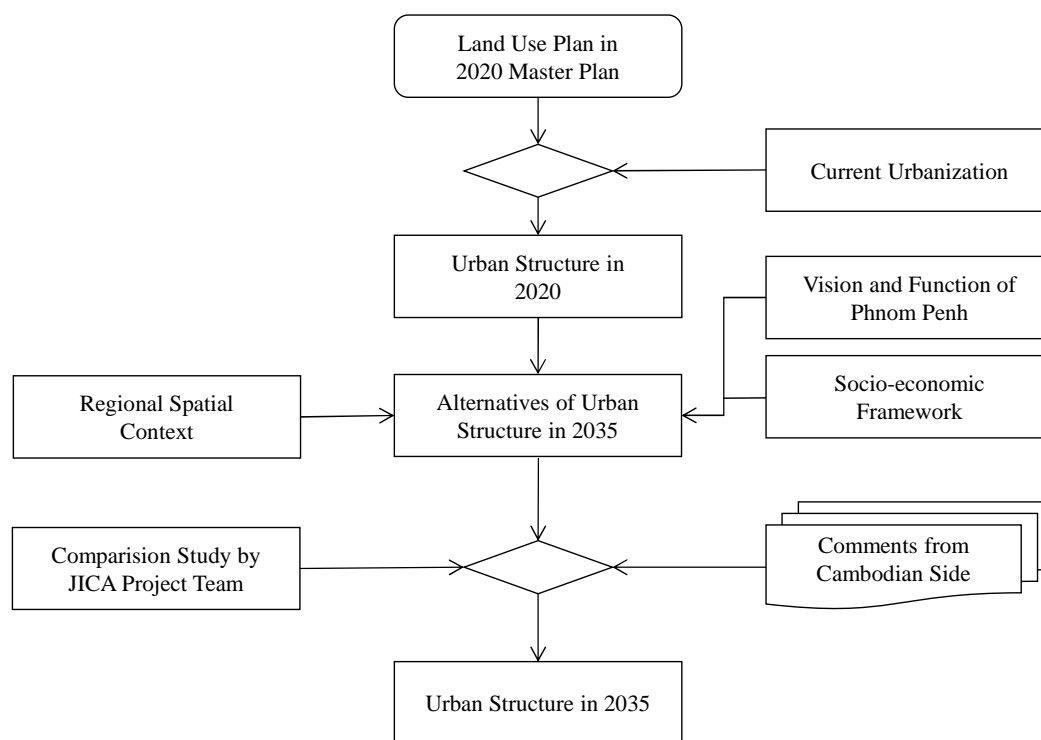 Land Use Plan in
2020 Master Plan
Current Urbanization
Urban Structure in
2020
Vision and Function of
Phnom Penh
Socio-economic
Framework
Regional Spatial
Context
Alternatives of Urban
Structure in 2035
Comparision Study by
JICA Project Team
Comments from
Cambodian Side
Urban Structure in 2035